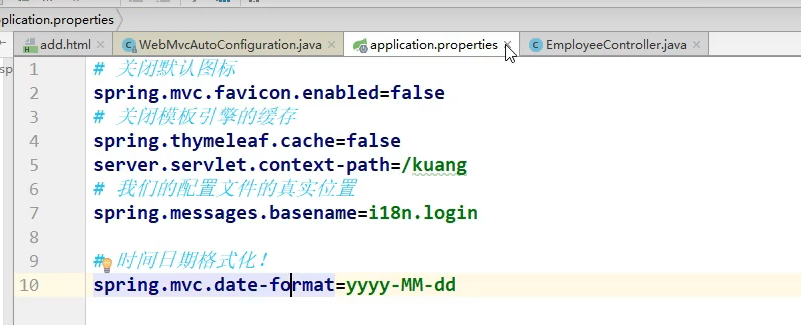 plication.properties
add.html
WebMvcAutoConfiguration.java
application.properties
EmployeeController.java
sp
1 # 关闭默认图标
2 spring.mvc.favicon.enabled=false
3 # 关闭模板引擎的缓存
4 spring.thymeleaf.cache=false
5 server.servlet.context-path=/kuang
6 # 我们的配置文件的真实位置
7 spring.messages.basename=i18n.login
8
9 # 时间日期格式化！
10 spring.mvc.date-format=yyyy-MM-dd